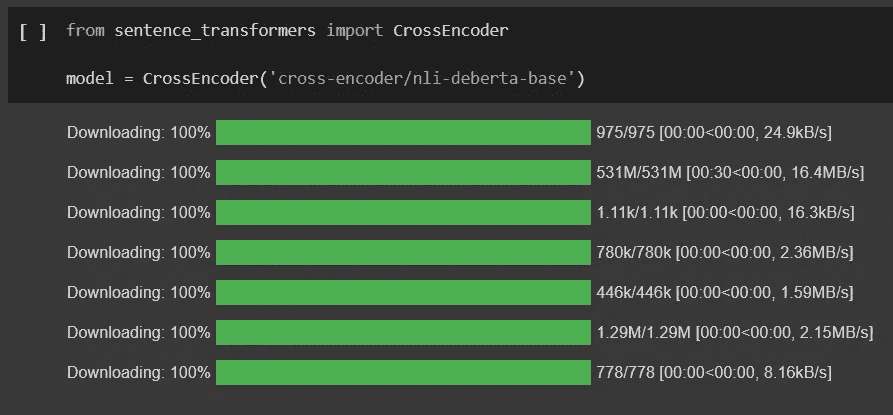 [ ] from sentence_transformers import CrossEncoder
model = CrossEncoder('cross-encoder/nli-deberta-base')
Downloading: 100% 975/975 [00:00<00:00, 24.9kB/s]
Downloading: 100% 531M/531M [00:30<00:00, 16.4MB/s]
Downloading: 100% 1.11k/1.11k [00:00<00:00, 16.3kB/s]
Downloading: 100% 780k/780k [00:00<00:00, 2.36MB/s]
Downloading: 100% 446k/446k [00:00<00:00, 1.59MB/s]
Downloading: 100% 1.29M/1.29M [00:00<00:00, 2.15MB/s]
Downloading: 100% 778/778 [00:00<00:00, 8.16kB/s]